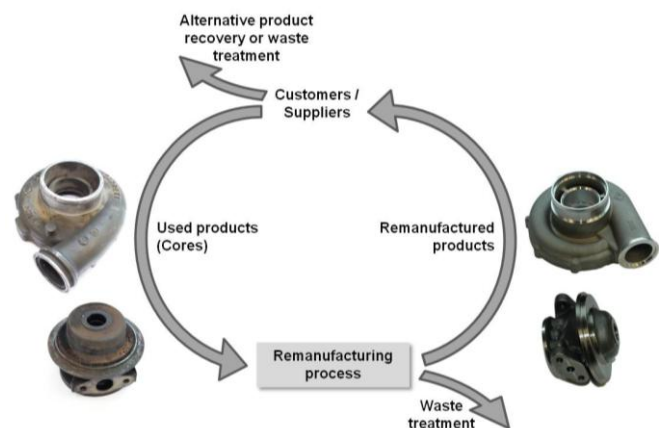 Alternative product
recovery or waste
treatment
Customers /
Suppliers
Used products
(Cores)
Remanufactured
products
Remanufacturing
process
Waste
treatment